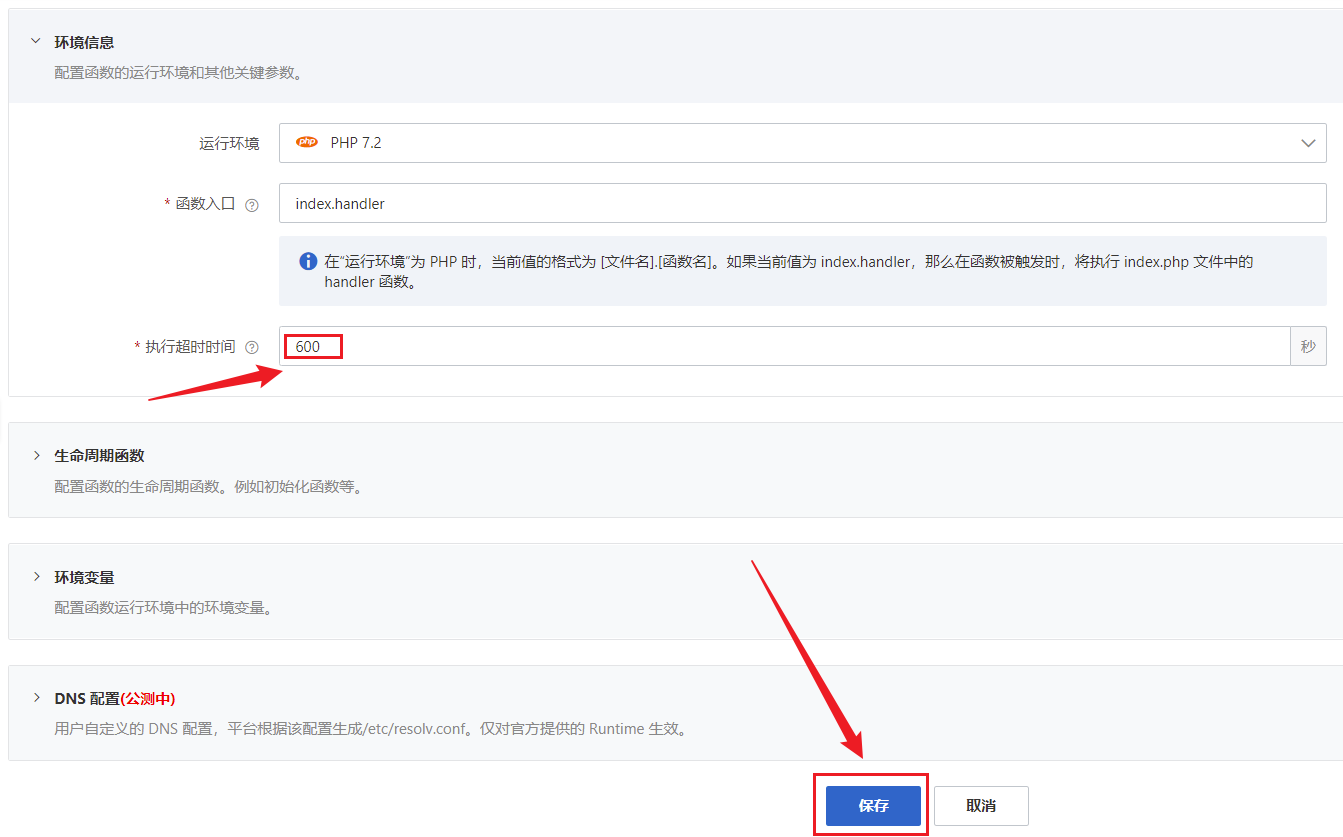 环境信息
配置函数的运行环境和其他关键参数。
运行环境
php PHP 7.2
* 函数入口 ?
index.handler
在“运行环境”为 PHP 时，当前值的格式为 [文件名].[函数名]。如果当前值为 index.handler，那么在函数被触发时，将执行 index.php 文件中的
handler 函数。
* 执行超时时间 ?
600
秒
生命周期函数
配置函数的生命周期函数。例如初始化函数等。
环境变量
配置函数运行环境中的环境变量。
DNS 配置(公测中)
用户自定义的 DNS 配置，平台根据该配置生成/etc/resolv.conf。仅对官方提供的 Runtime 生效。
保存
取消